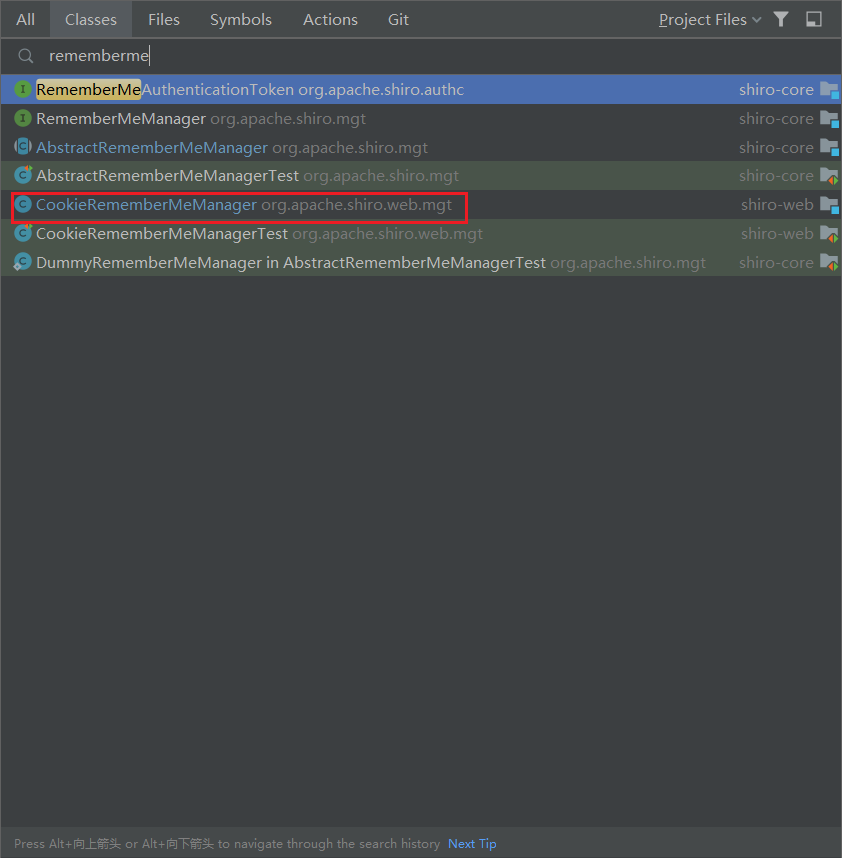 All Classes Files Symbols Actions Git Project Files
rememberme
I RememberMeAuthenticationToken org.apache.shiro.authc shiro-core
I RememberMeManager org.apache.shiro.mgt shiro-core
C AbstractRememberMeManager org.apache.shiro.mgt shiro-core
C AbstractRememberMeManagerTest org.apache.shiro.mgt shiro-core
C CookieRememberMeManager org.apache.shiro.web.mgt shiro-web
C CookieRememberMeManagerTest org.apache.shiro.web.mgt shiro-web
C DummyRememberMeManager in AbstractRememberMeManagerTest org.apache.shiro.mgt shiro-core
Press Alt+向上箭头 or Alt+向下箭头 to navigate through the search history Next Tip